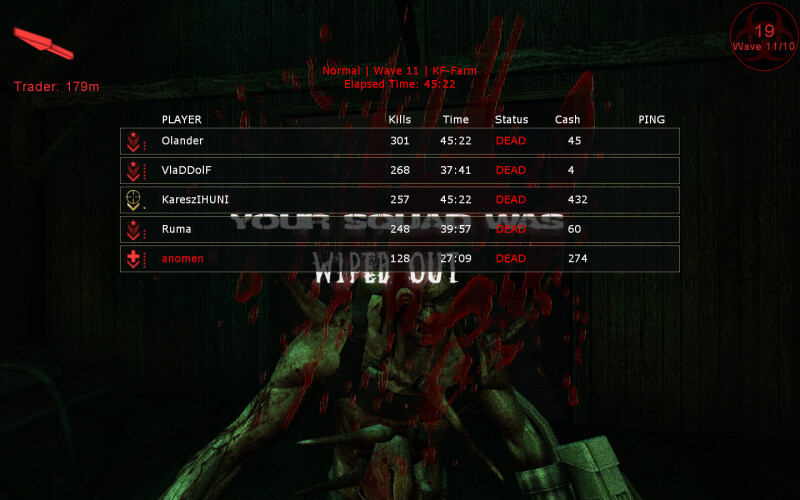 19
Wave 11/10
Trader: 179m
Normal | Wave 11 | KF-Farm
Elapsed Time: 45:22
PLAYER Kills Time Status Cash PING
Olander 301 45:22 DEAD 45
VlaDDolF 268 37:41 DEAD 4
KareszIHUNI 257 45:22 DEAD 432
YOUR SQUAD WAS
Ruma 248 39:57 DEAD 60
anomen 128 27:09 DEAD 274
WIPED OUT